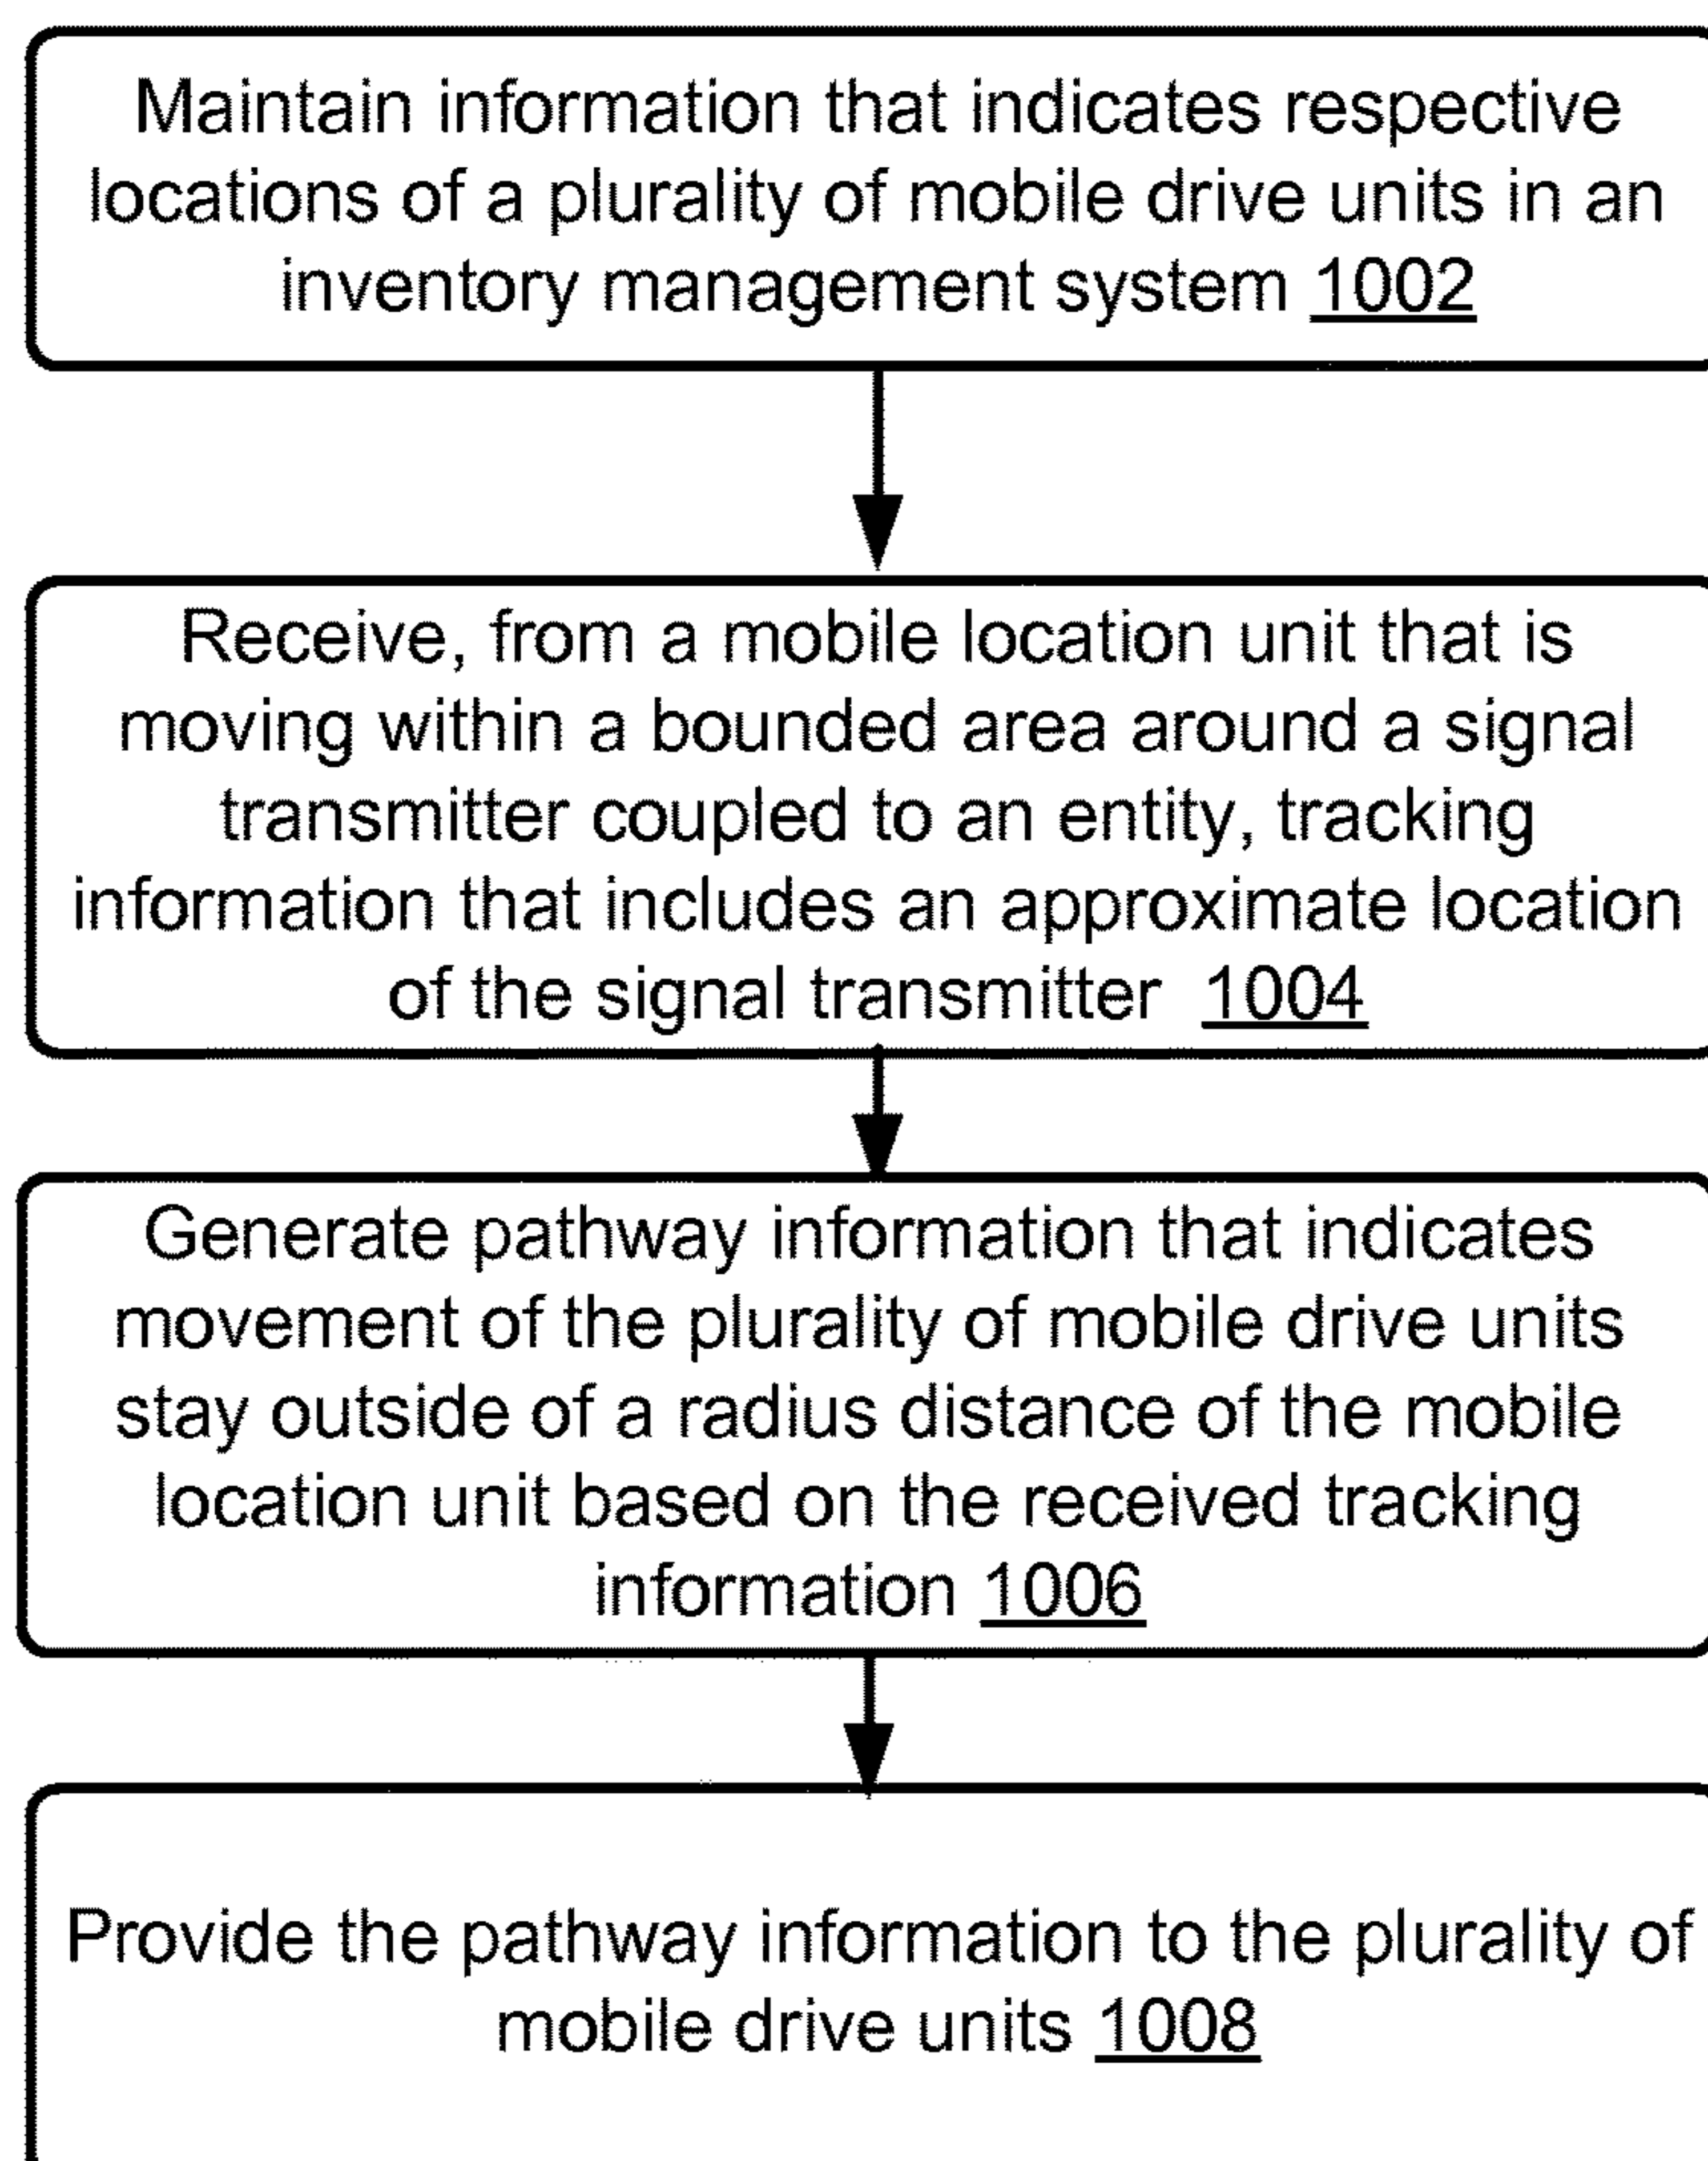 Maintain information that indicates respective
locations of a plurality of mobile drive units in an
inventory management system 1002
Receive, from a mobile location unit that is
moving within a bounded area around a signal
transmitter coupled to an entity, tracking
information that includes an approximate location
of the signal transmitter 1004
Generate pathway information that indicates
movement of the plurality of mobile drive units
stay outside of a radius distance of the mobile
location unit based on the received tracking
information 1006
Provide the pathway information to the plurality of
mobile drive units 1008